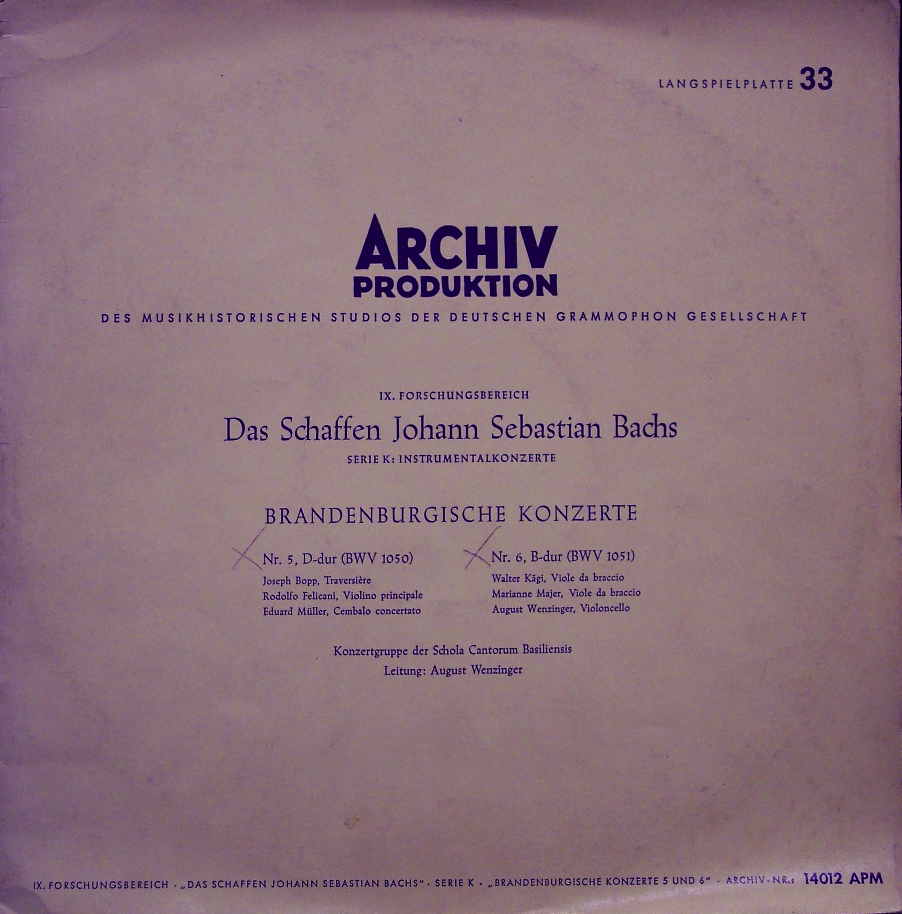 LANGSPIELPLATTE 33
ARCHIV
PRODUKTION
DES MUSIKHISTORISCHEN STUDIOS DER DEUTSCHEN GRAMMOPHON GESELLSCHAFT
IX. FORSCHUNGSBEREICH
Das Schaffen Johann Sebastian Bachs
SERIE K: INSTRUMENTALKONZERTE
BRANDENBURGISCHE KONZERTE
Nr. 5, D-dur (BWV 1050)
Joseph Bopp, Traversière
Rodolfo Felicani, Violino principale
Eduard Müller, Cembalo concertato
Nr. 6, B-dur (BWV 1051)
Walter Kägi, Viole da braccio
Marianne Majer, Viole da braccio
August Wenzinger, Violoncello
Konzertgruppe der Schola Cantorum Basiliensis
Leitung: August Wenzinger
IX. FORSCHUNGSBEREICH · „DAS SCHAFFEN JOHANN SEBASTIAN BACHS“ · SERIE K · „BRANDENBURGISCHE KONZERTE 5 UND 6“ · ARCHIV-NR.: 14012 APM